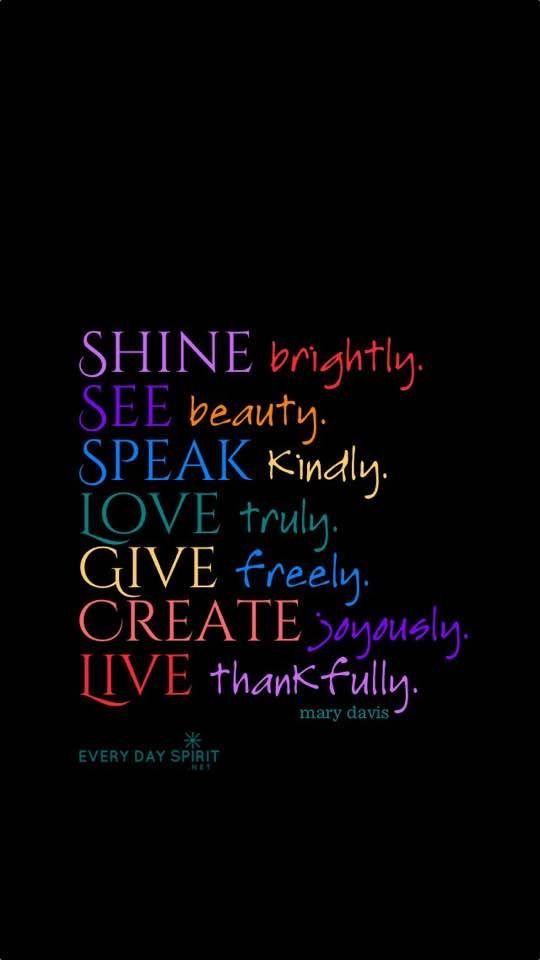 SHINE brightly.
SEE beauty.
SPEAK kindly.
LOVE truly.
GIVE freely.
CREATE joyously.
LIVE thankfully.
mary davis
EVERY DAY SPIRIT
.NET